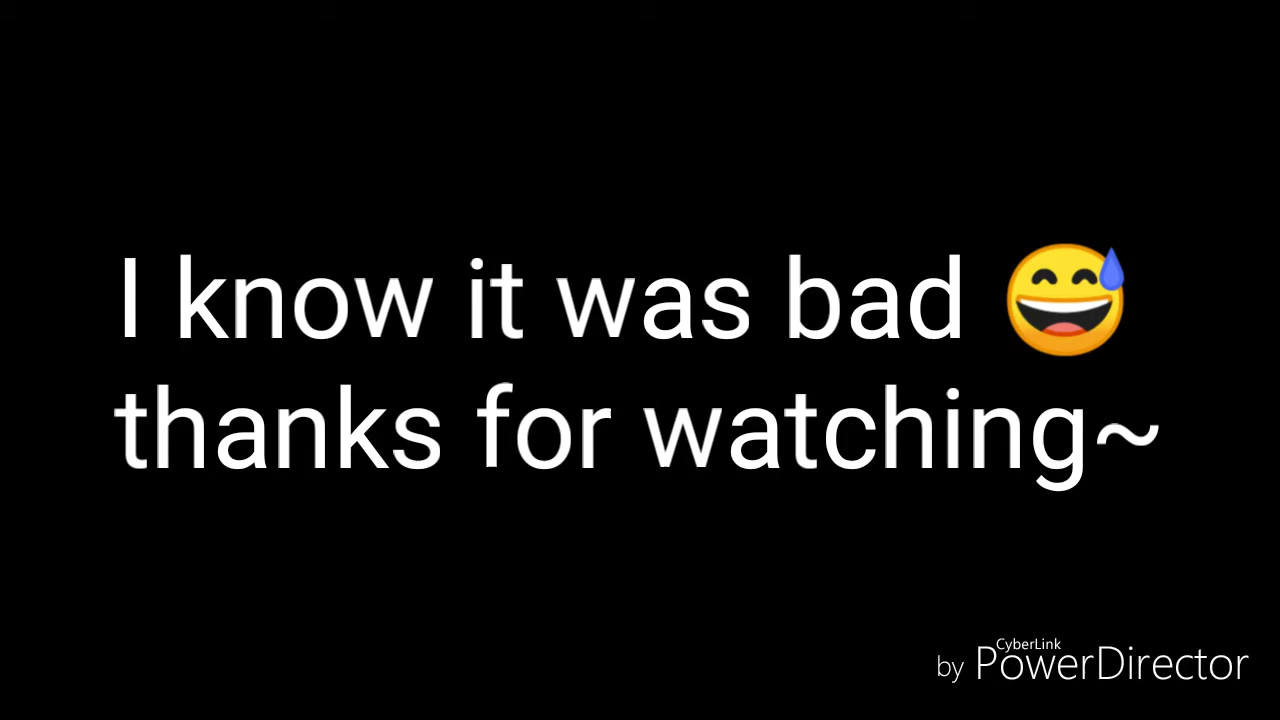 I know it was bad 😅
thanks for watching~
by CyberLink PowerDirector